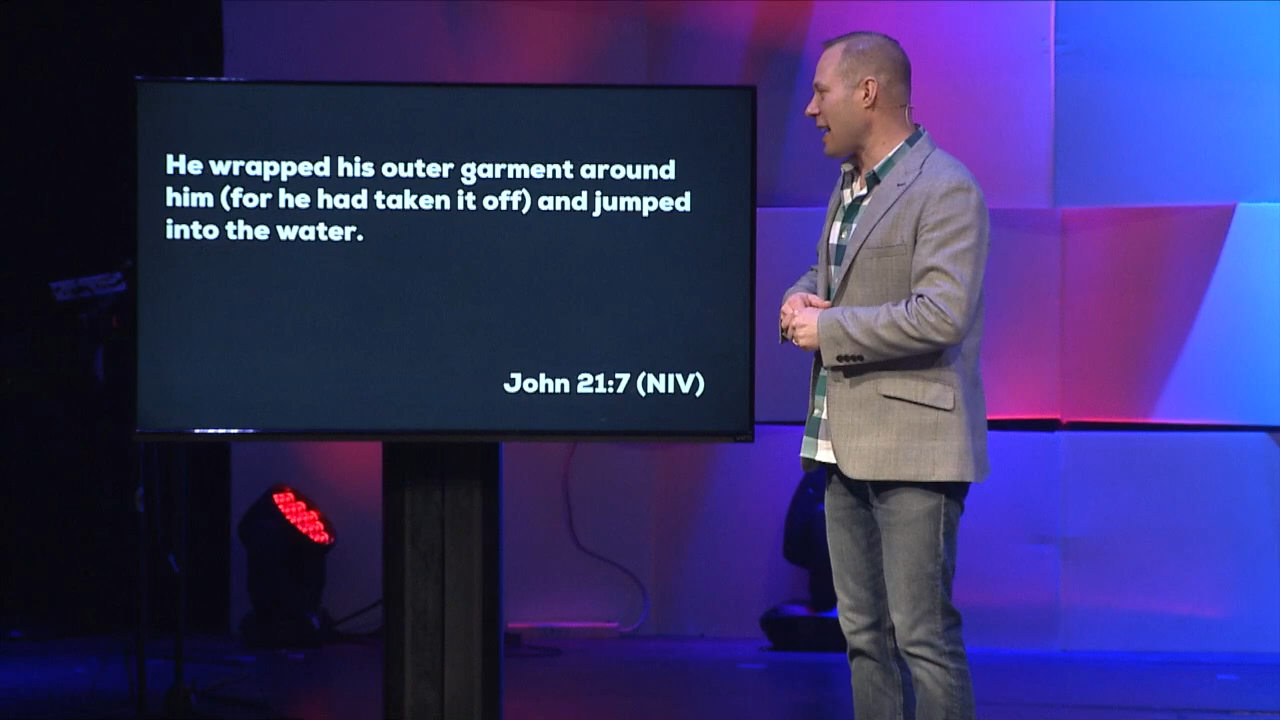 He wrapped his outer garment around
him (for he had taken it off) and jumped
into the water.
John 21:7 (NIV)